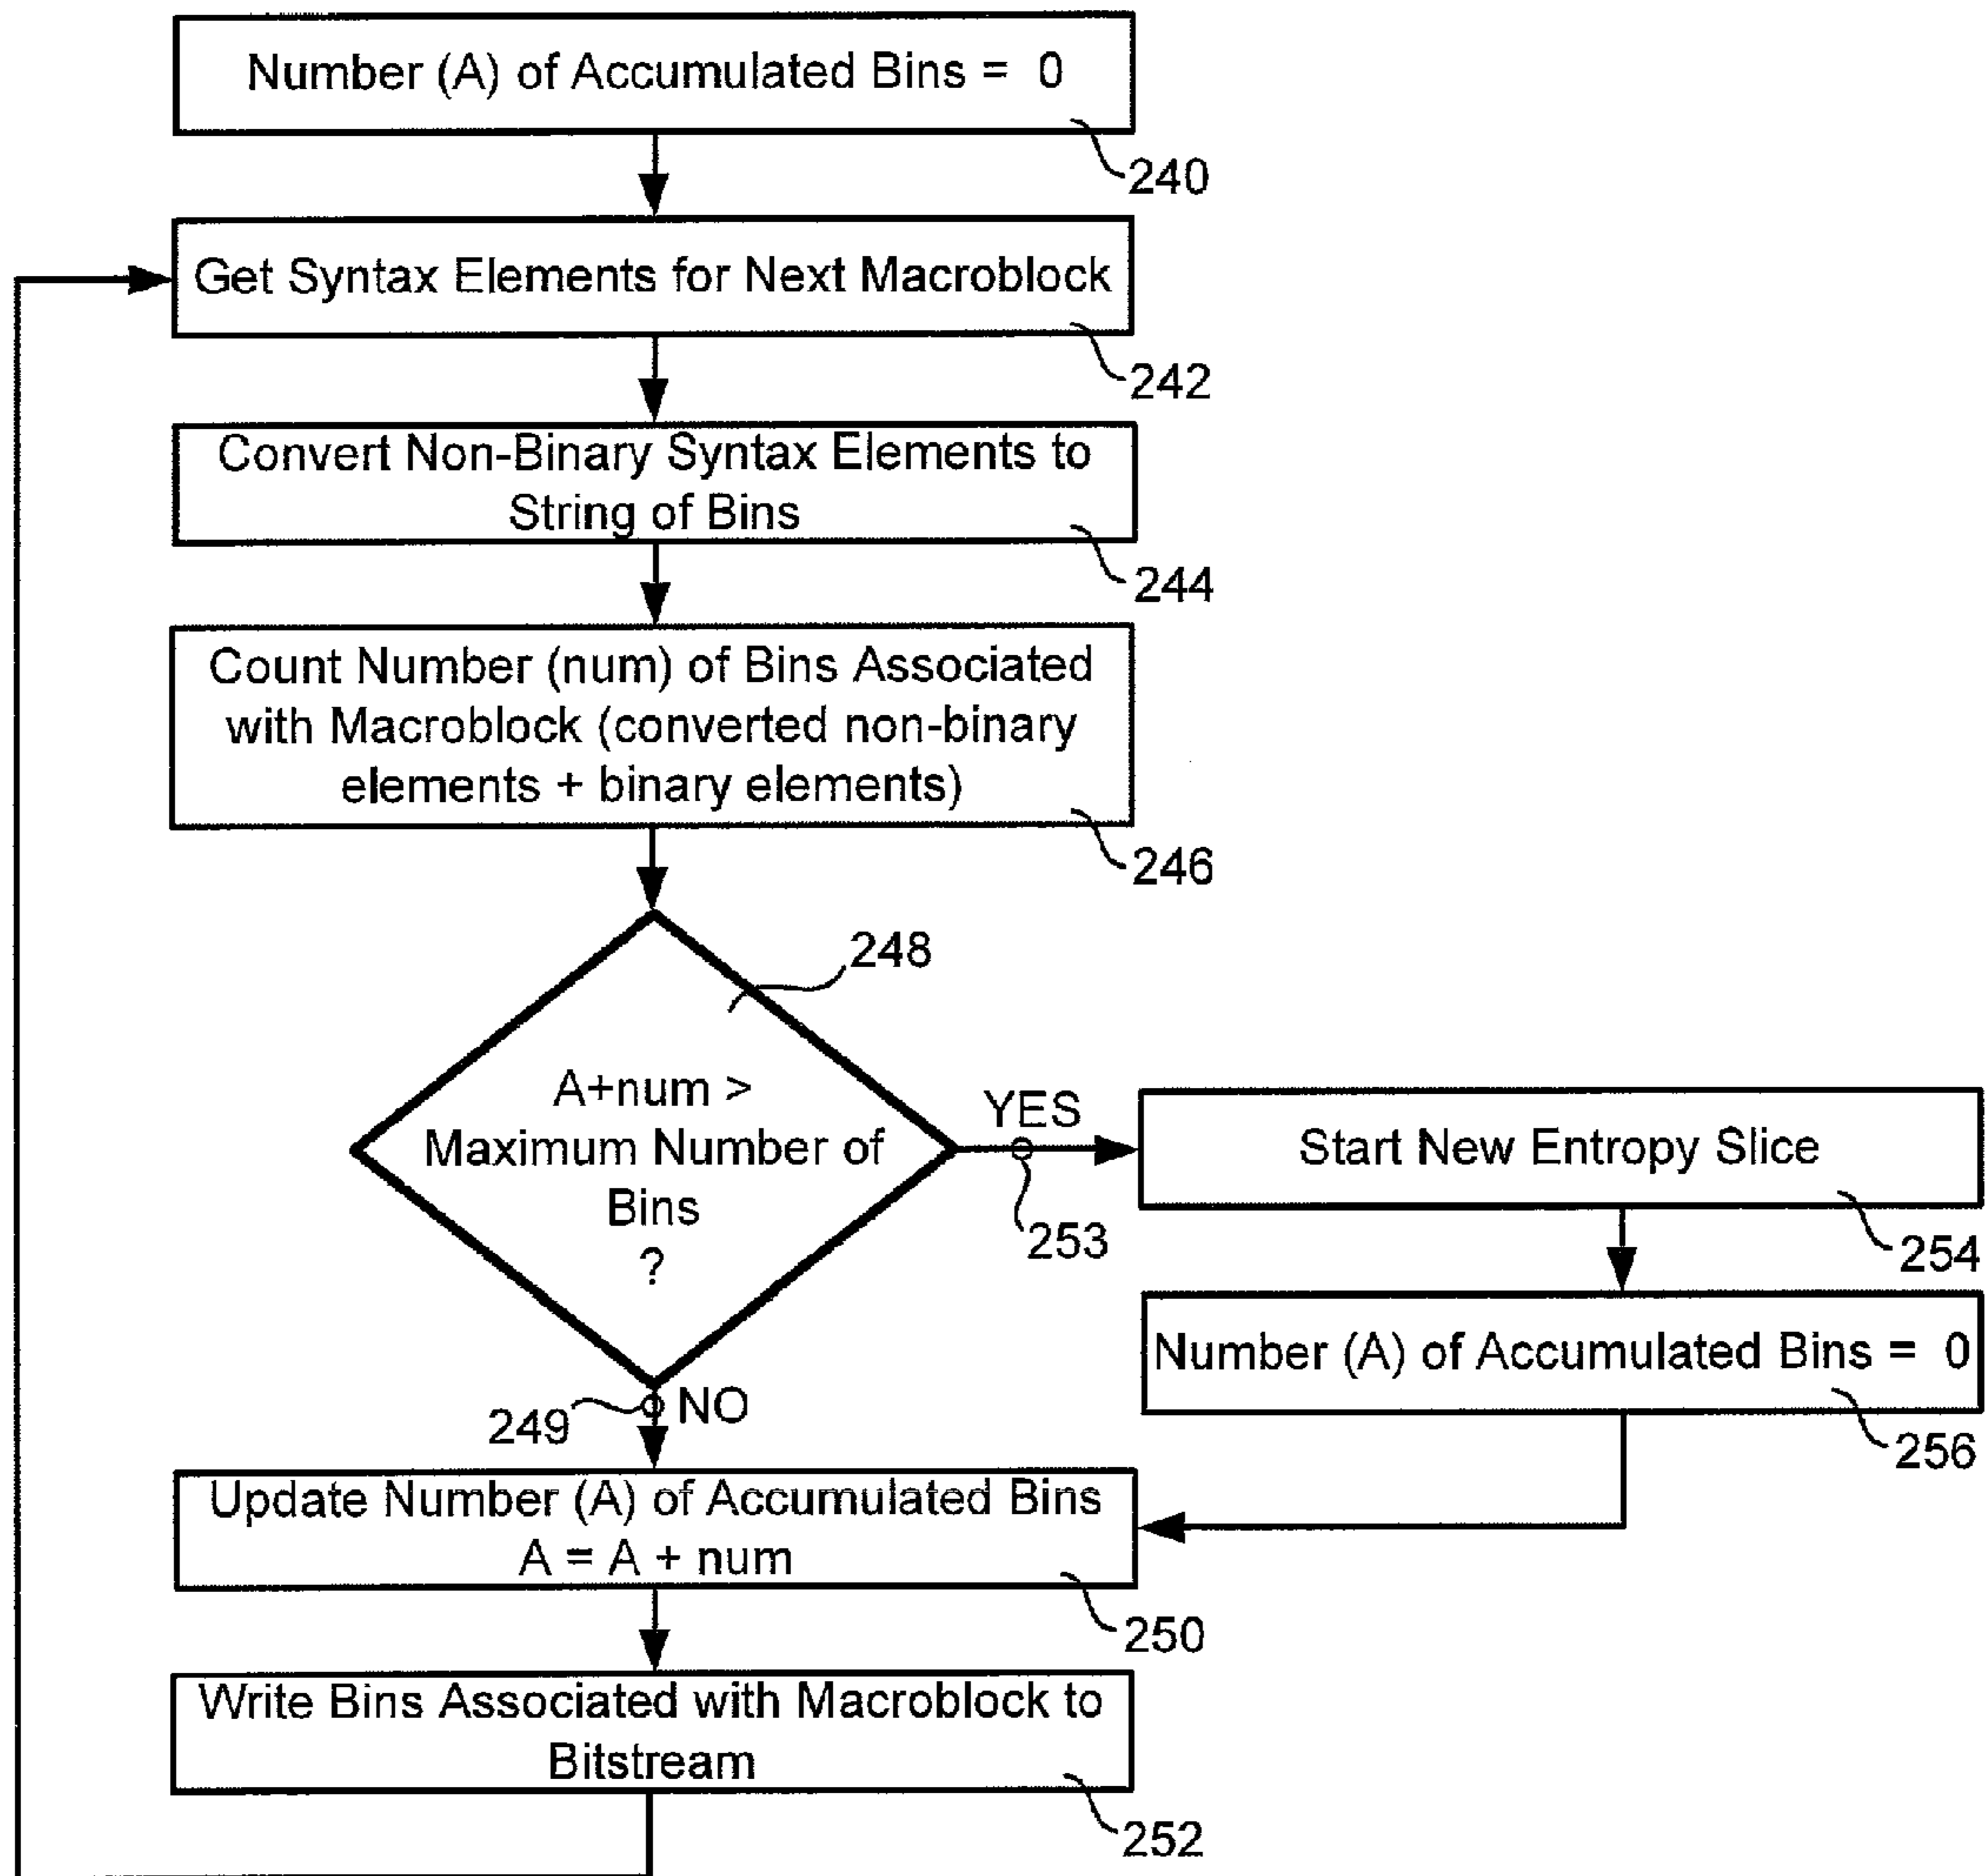 Number (A) of Accumulated Bins = 0
240
Get Syntax Elements for Next Macroblock
242
Convert Non-Binary Syntax Elements to
String of Bins
244
Count Number (num) of Bins Associated
with Macroblock (converted non-binary
elements + binary elements)
246
248
A+num >
Maximum Number of
Bins
?
YES
253
Start New Entropy Slice
254
Number (A) of Accumulated Bins = 0
256
249
NO
Update Number (A) of Accumulated Bins
A = A + num
250
Write Bins Associated with Macroblock to
Bitstream
252